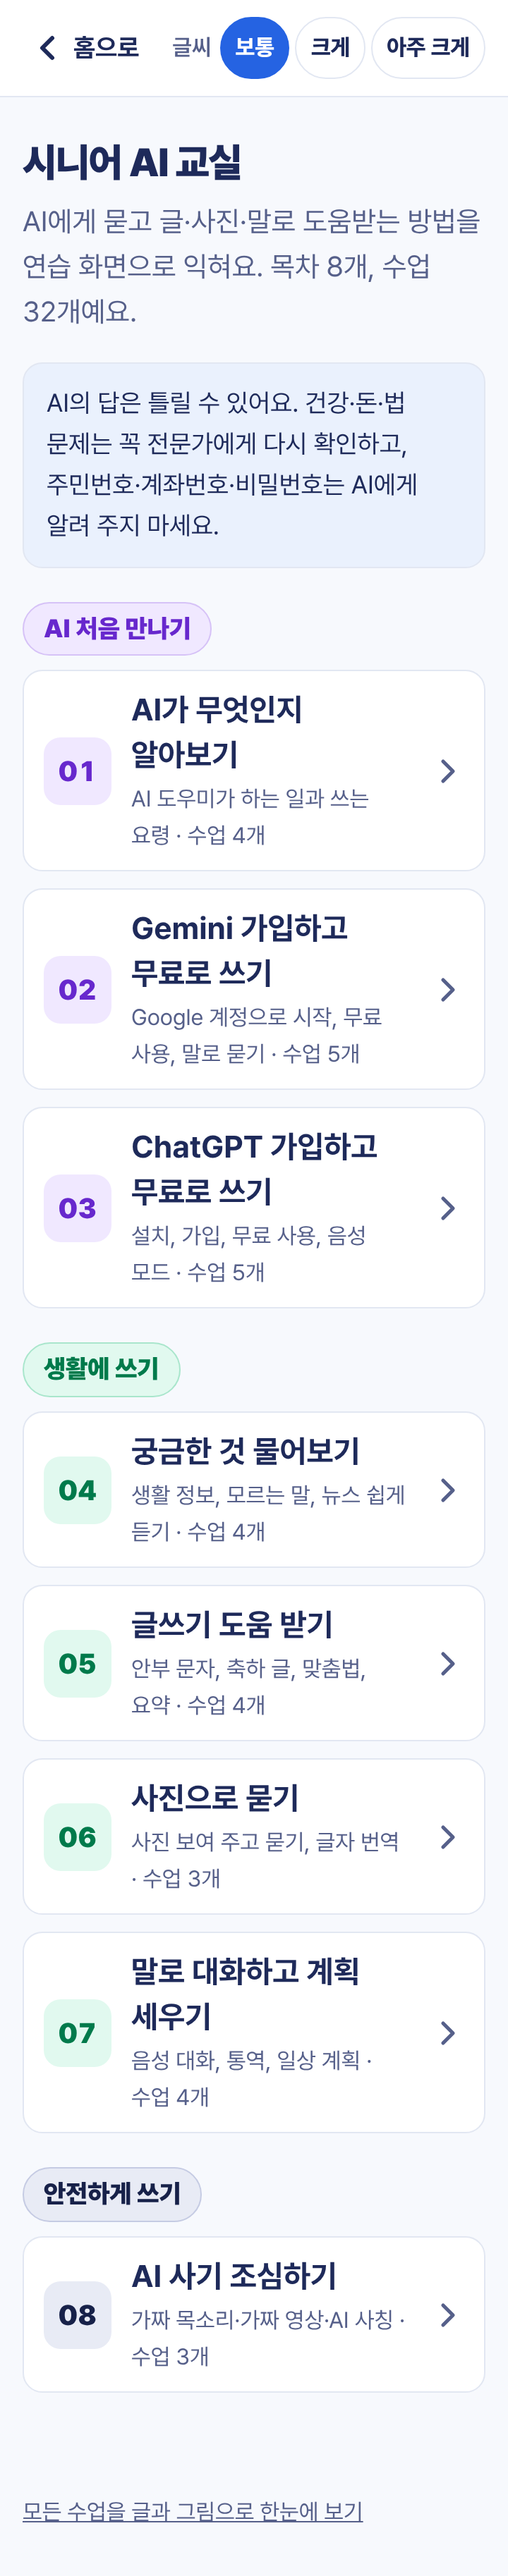 홈으로
글씨 보통 크게 아주 크게
시니어 AI 교실
AI에게 묻고 글·사진·말로 도움받는 방법을
연습 화면으로 익혀요. 목차 8개, 수업
32개예요.
AI의 답은 틀릴 수 있어요. 건강·돈·법
문제는 꼭 전문가에게 다시 확인하고,
주민번호·계좌번호·비밀번호는 AI에게
알려 주지 마세요.
AI 처음 만나기
01
AI가 무엇인지
알아보기
AI 도우미가 하는 일과 쓰는
요령 · 수업 4개
02
Gemini 가입하고
무료로 쓰기
Google 계정으로 시작, 무료
사용, 말로 묻기 · 수업 5개
03
ChatGPT 가입하고
무료로 쓰기
설치, 가입, 무료 사용, 음성
모드 · 수업 5개
생활에 쓰기
04
궁금한 것 물어보기
생활 정보, 모르는 말, 뉴스 쉽게
듣기 · 수업 4개
05
글쓰기 도움 받기
안부 문자, 축하 글, 맞춤법,
요약 · 수업 4개
06
사진으로 묻기
사진 보여 주고 묻기, 글자 번역
· 수업 3개
07
말로 대화하고 계획
세우기
음성 대화, 통역, 일상 계획 ·
수업 4개
안전하게 쓰기
08
AI 사기 조심하기
가짜 목소리·가짜 영상·AI 사칭 ·
수업 3개
모든 수업을 글과 그림으로 한눈에 보기